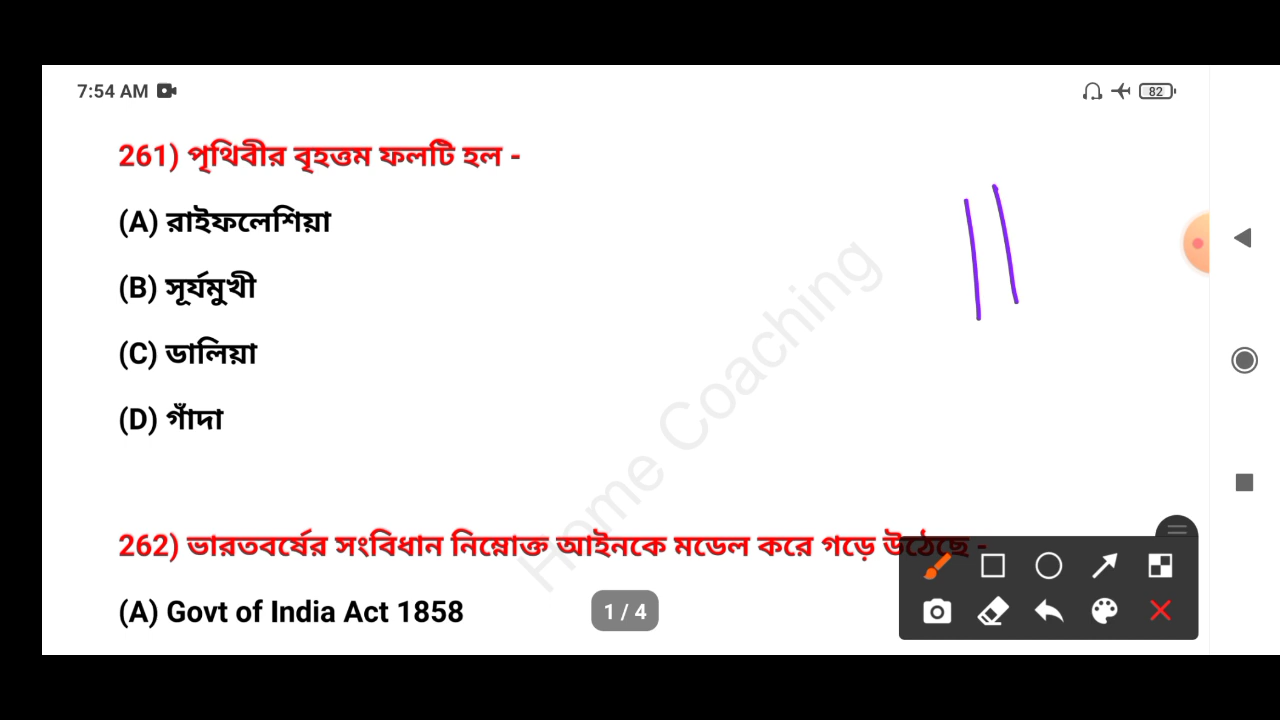 7:54 AM
82
261) পৃথিবীর বৃহত্তম ফলটি হল -
(A) রাইফলেশিয়া
(B) সূর্যমুখী
(C) ডালিয়া
(D) গাঁদা
Home Coaching
262) ভারতবর্ষের সংবিধান নিম্নোক্ত আইনকে মডেল করে গড়ে উঠেছে -
(A) Govt of India Act 1858
1 / 4